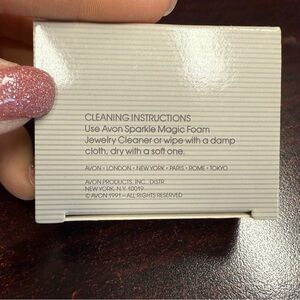 CLEANING INSTRUCTIONS
Use Avon Sparkle Magic Foam
Jewelry Cleaner or wipe with a damp
cloth, dry with a soft one.
AVON • LONDON • NEW YORK • PARIS • ROME • TOKYO
AVON PRODUCTS, INC., DISTR.
NEW YORK, N.Y. 10019
© AVON 1991 – ALL RIGHTS RESERVED